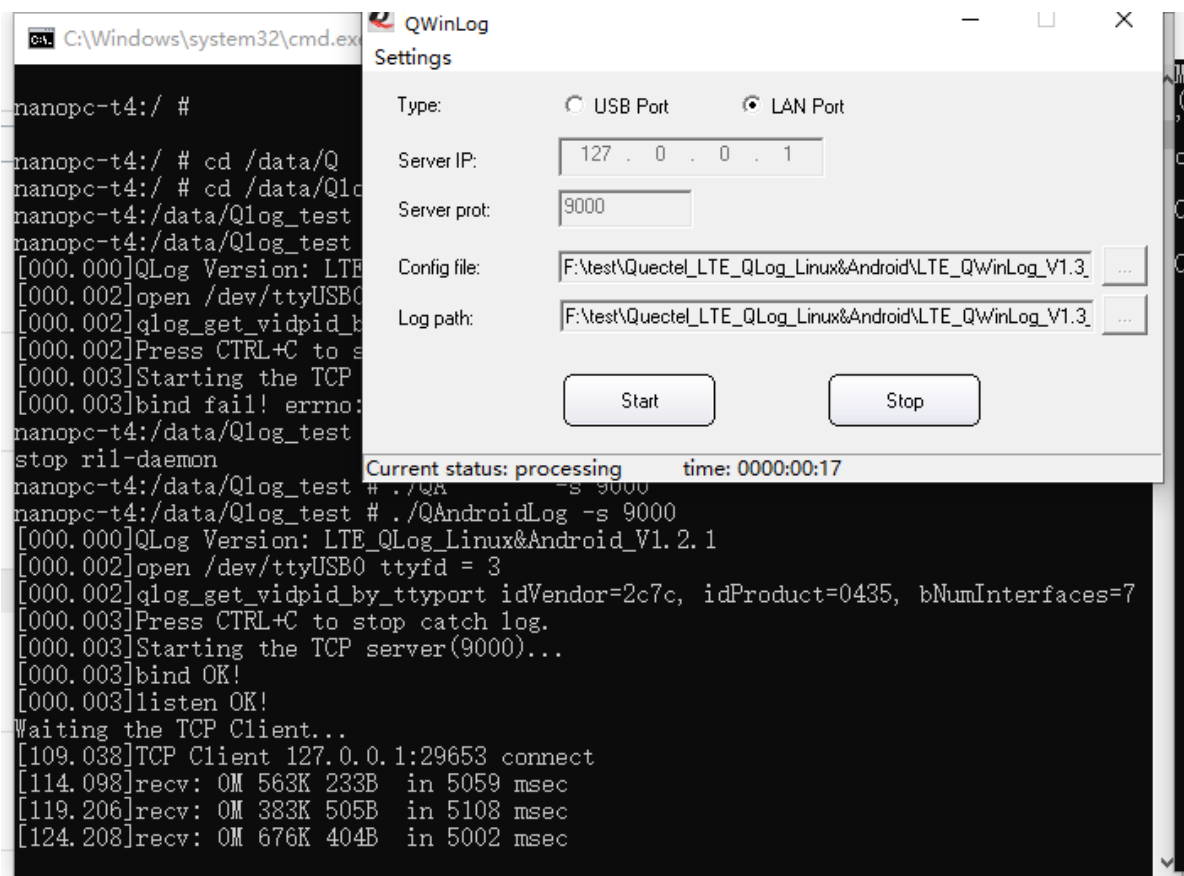 C:\Windows\system32\cmd.exe
QWinLog
Settings
Type:
USB Port
LAN Port
Server IP:
127 . 0 . 0 . 1
Server prot:
9000
Config file:
F:\test\Quectel_LTE_QLog_Linux&Android\LTE_QWinLog_V1.3_
...
Log path:
F:\test\Quectel_LTE_QLog_Linux&Android\LTE_QWinLog_V1.3_
...
Start
Stop
Current status: processing
time: 0000:00:17
nanopc-t4:/ #
nanopc-t4:/ # cd /data/Q
nanopc-t4:/ # cd /data/Qlo
nanopc-t4:/data/Qlog_test
nanopc-t4:/data/Qlog_test
[000.000]QLog Version: LTE
[000.002]open /dev/ttyUSB0
[000.002]qlog_get_vidpid_b
[000.002]Press CTRL+C to s
[000.003]Starting the TCP
[000.003]bind fail! errno:
nanopc-t4:/data/Qlog_test
stop ril-daemon
nanopc-t4:/data/Qlog_test # ./QA -s 9000
nanopc-t4:/data/Qlog_test # ./QAndroidLog -s 9000
[000.000]QLog Version: LTE_QLog_Linux&Android_V1.2.1
[000.002]open /dev/ttyUSB0 ttyfd = 3
[000.002]qlog_get_vidpid_by_ttyport idVendor=2c7c, idProduct=0435, bNumInterfaces=7
[000.003]Press CTRL+C to stop catch log.
[000.003]Starting the TCP server(9000)...
[000.003]bind OK!
[000.003]listen OK!
Waiting the TCP Client...
[109.038]TCP Client 127.0.0.1:29653 connect
[114.098]recv: 0M 563K 233B  in 5059 msec
[119.206]recv: 0M 383K 505B  in 5108 msec
[124.208]recv: 0M 676K 404B  in 5002 msec